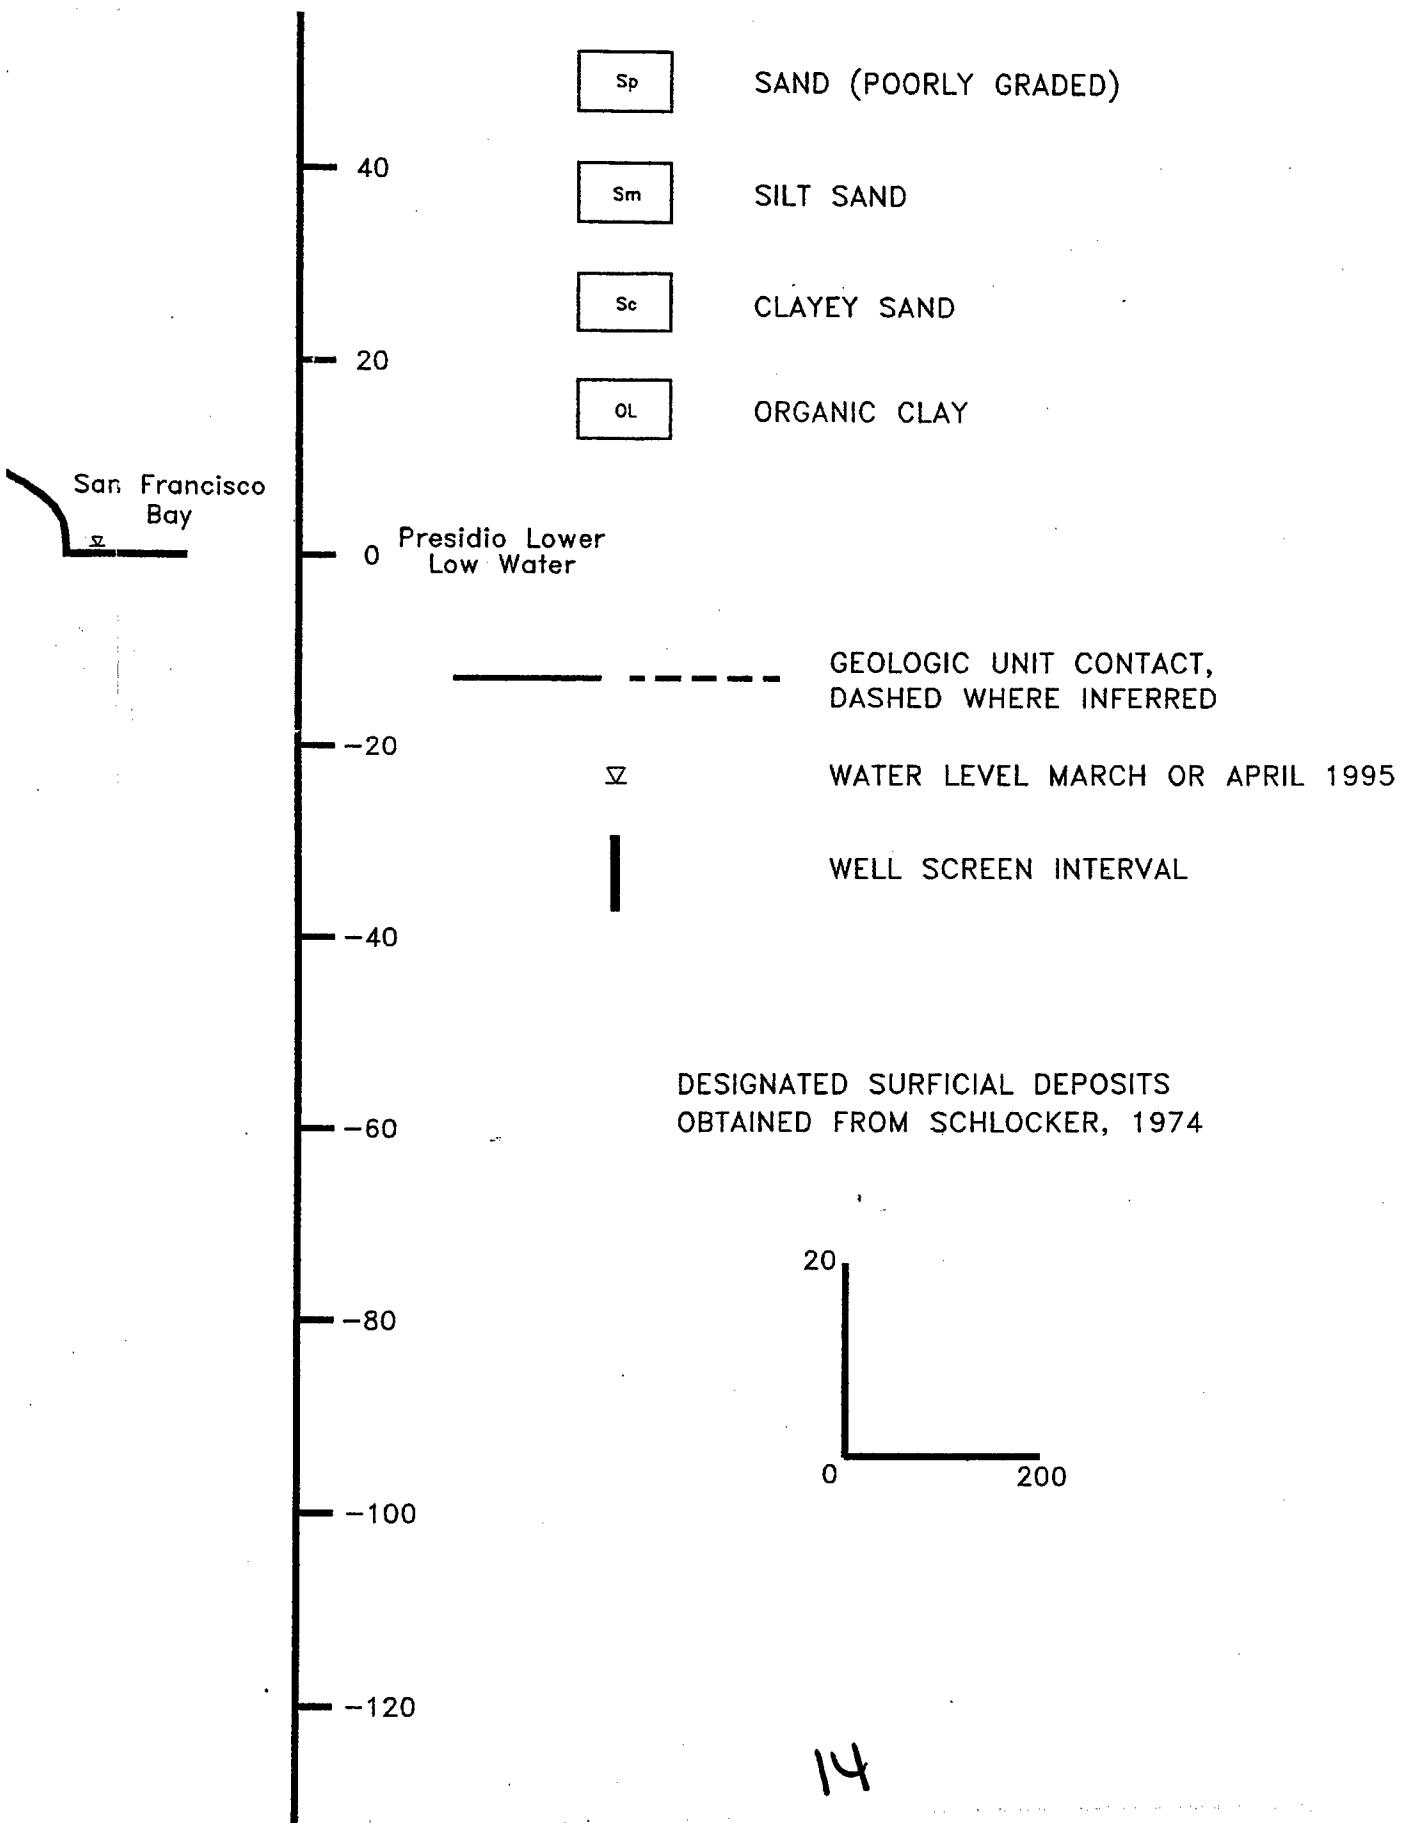 Sp SAND (POORLY GRADED)
40
Sm SILT SAND
Sc CLAYEY SAND
20
OL ORGANIC CLAY
San Francisco
Bay
0 Presidio Lower
Low Water
GEOLOGIC UNIT CONTACT,
DASHED WHERE INFERRED
-20
WATER LEVEL MARCH OR APRIL 1995
WELL SCREEN INTERVAL
-40
DESIGNATED SURFICIAL DEPOSITS
OBTAINED FROM SCHLOCKER, 1974
-60
20
-80
0 200
-100
-120
14